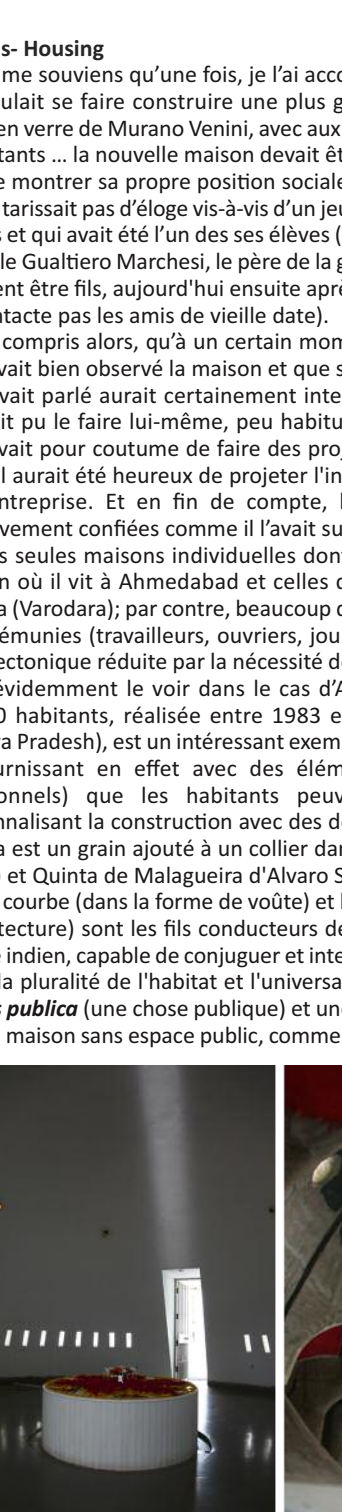 s- Housing
me souviens qu'une fois, je l'ai acco
ulait se faire construire une plus g
en verre de Murano Venini, avec aux
tants ... la nouvelle maison devait êt
e montrer sa propre position sociale
tarissait pas d'éloge vis-à-vis d'un jeu
s et qui avait été l'un des ses élèves (
le Gualtiero Marchesi, le père de la g
ent être fils, aujourd'hui ensuite aprè
ntacte pas les amis de vieille date).
compris alors, qu'à un certain mom
vait bien observé la maison et que s
vait parlé aurait certainement inte
it pu le faire lui-même, peu habitu
vait pour coutume de faire des proj
l aurait été heureux de projeter l'in
ntreprise. Et en fin de compte, l
vement confiées comme il l'avait su
s seules maisons individuelles don
n où il vit à Ahmedabad et celles d
a (Varodara); par contre, beaucoup d
émunies (travailleurs, ouvriers, jou
ectonique réduite par la nécessité de
évidemment le voir dans le cas d'A
0 habitants, réalisée entre 1983 e
ra Pradesh), est un intéressant exem
urnissant en effet avec des élém
onnels) que les habitants peuv
nnalisant la construction avec des de
a est un grain ajouté à un collier dan
) et Quinta de Malagueira d'Alvaro S
courbe (dans la forme de voûte) et l
tecture) sont les fils conducteurs de
e indien, capable de conjuguer et inte
la pluralité de l'habitat et l'universa
s publica (une chose publique) et une
maison sans espace public, comme